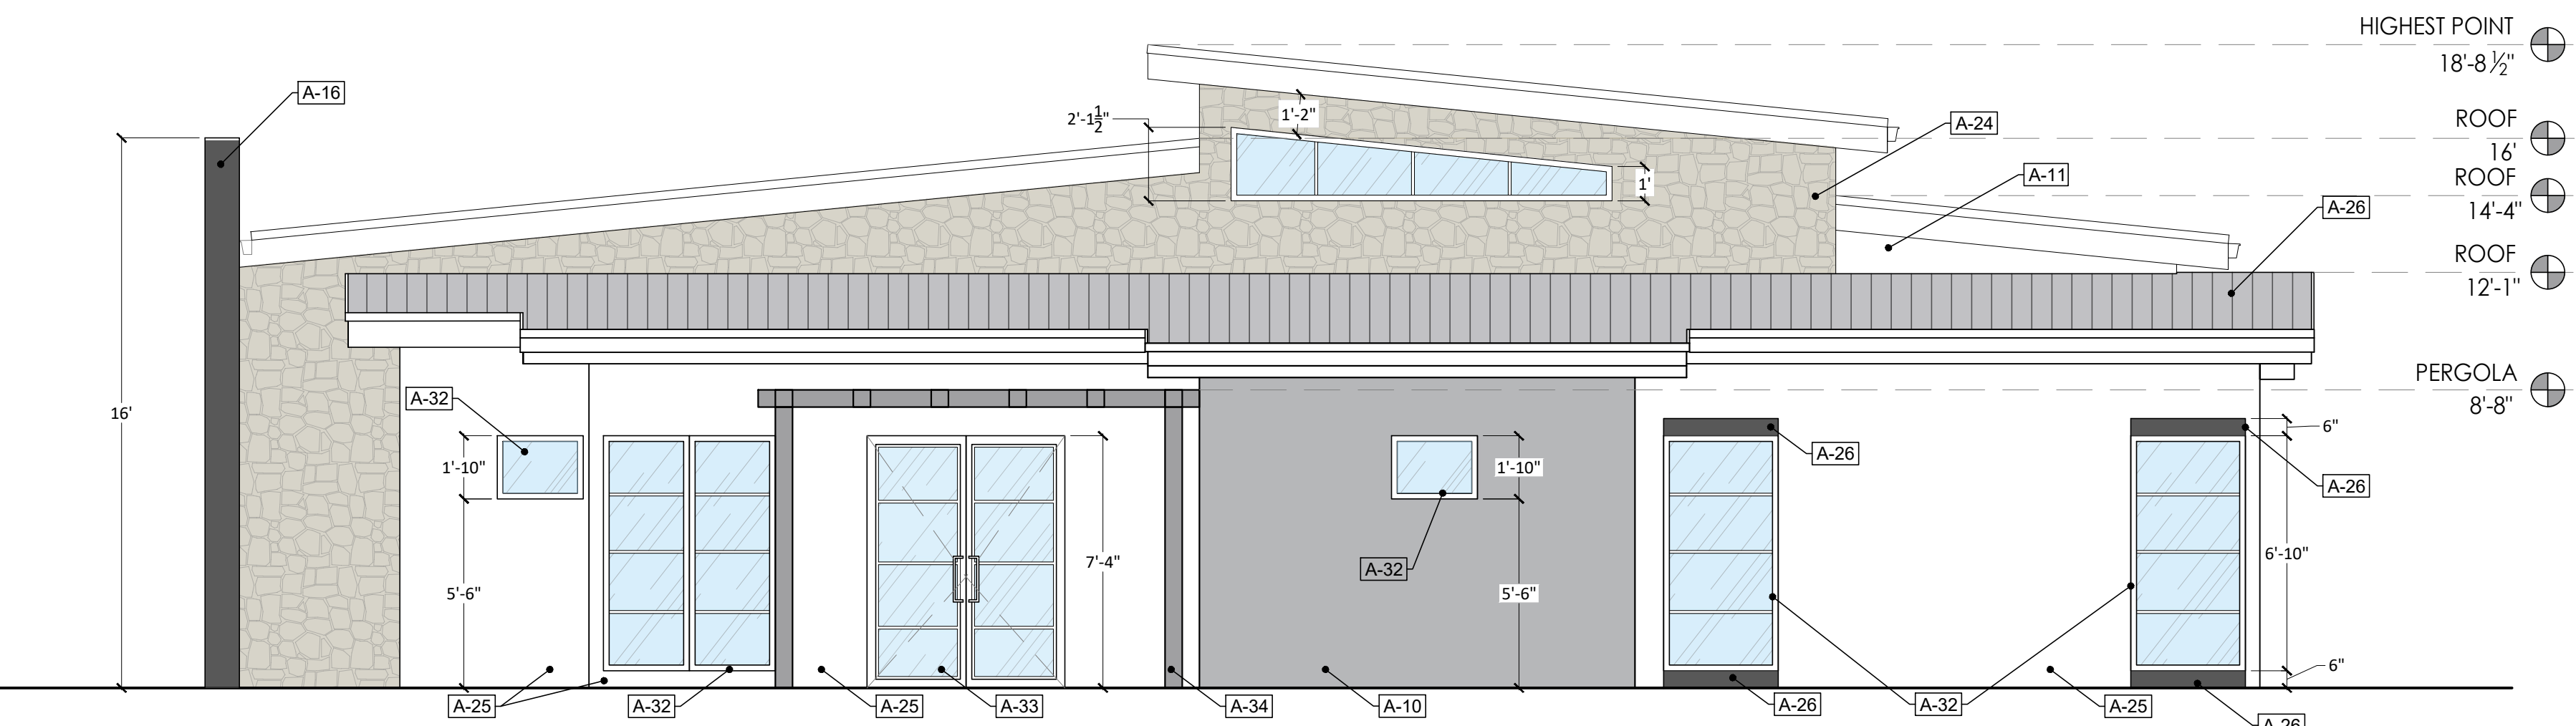 HIGHEST POINT
18'-8 1/2"
A-16
2'-1 1/2"
1'-2"
A-24
ROOF
16'
A-11
ROOF
14'-4"
1'
A-26
ROOF
12'-1"
PERGOLA
8'-8"
16'
A-32
1'-10"
5'-6"
7'-4"
1'-10"
A-32
5'-6"
A-26
6"
A-26
6'-10"
6"
A-25
A-32
A-25
A-33
A-34
A-10
A-26
A-32
A-25
A-26